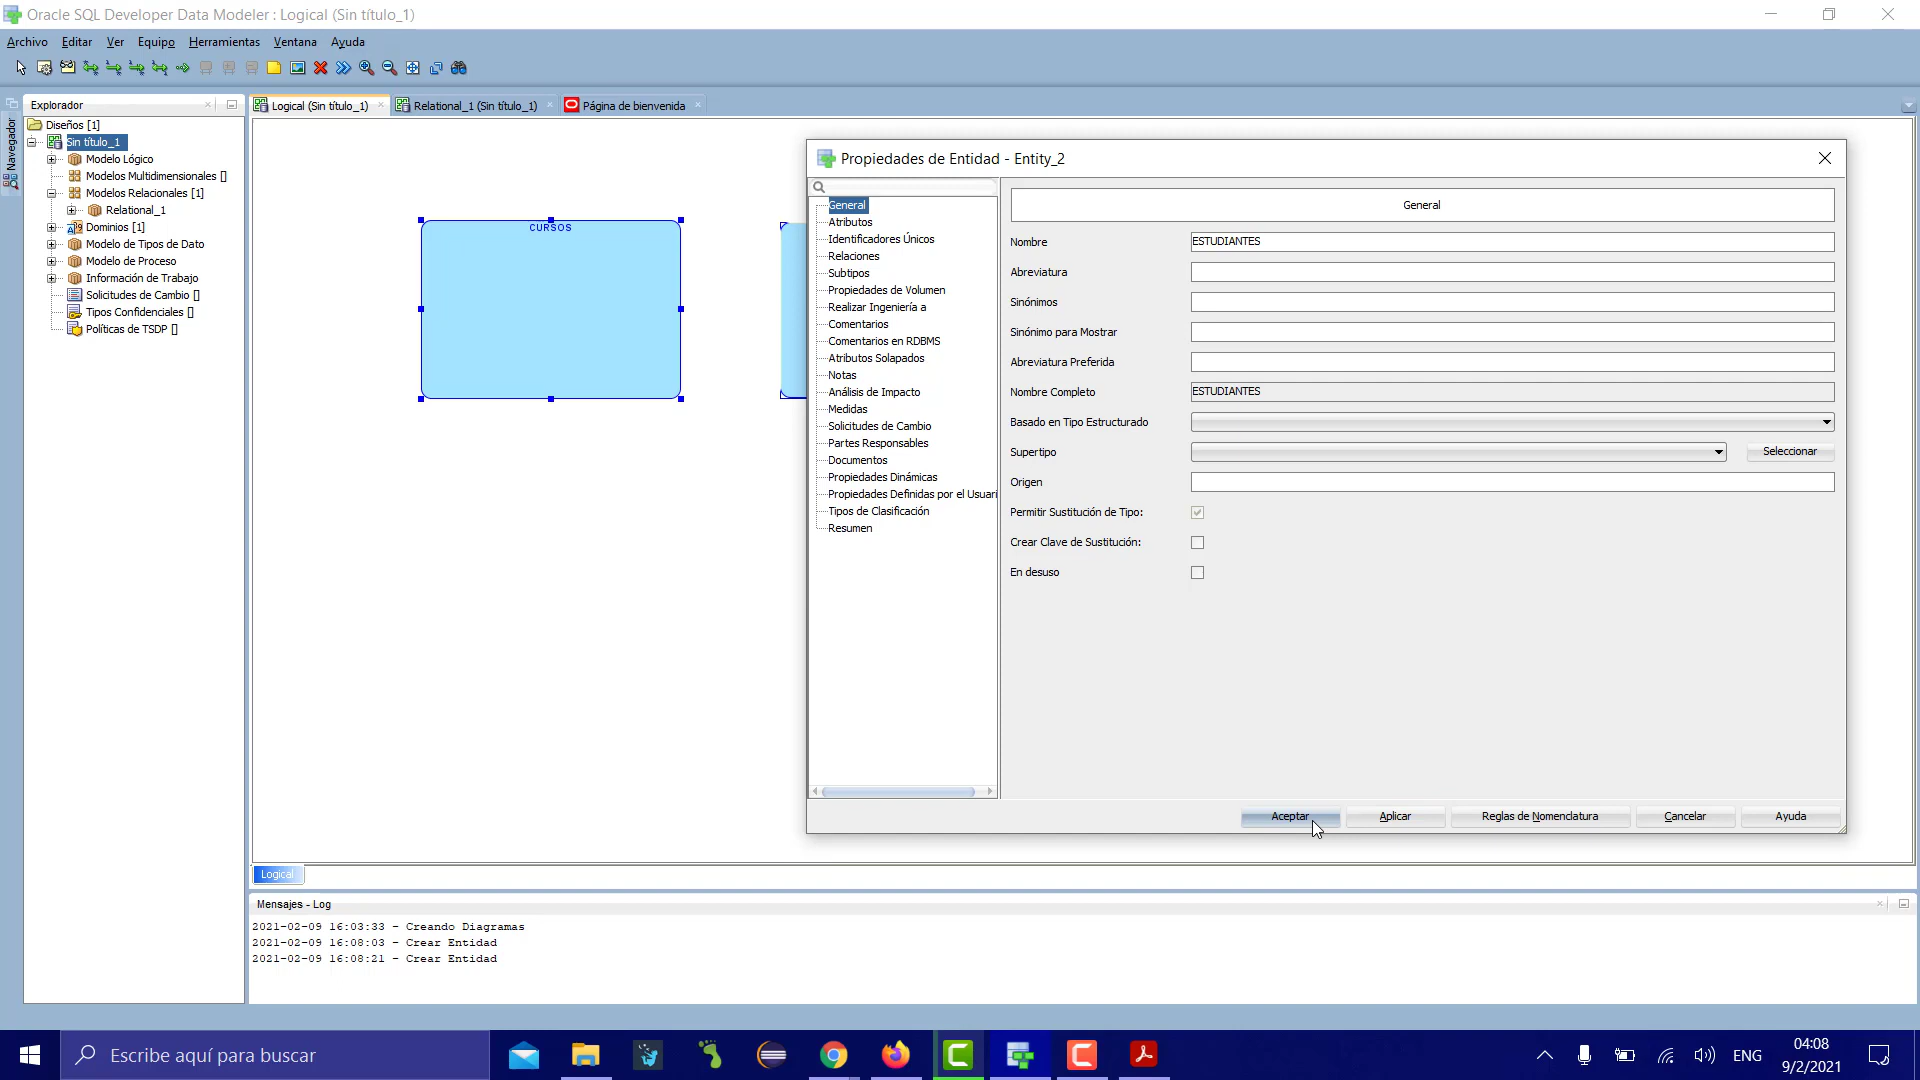 Oracle SQL Developer Data Modeler : Logical (Sin título_1)
Archivo Editar Ver Equipo Herramientas Ventana Ayuda
Navegador
Explorador
Diseños [1]
Sin título_1
Modelo Lógico
Modelos Multidimensionales []
Modelos Relacionales [1]
Relational_1
Dominios [1]
Modelo de Tipos de Dato
Modelo de Proceso
Información de Trabajo
Solicitudes de Cambio []
Tipos Confidenciales []
Políticas de TSDP []
Logical (Sin título_1) Relational_1 (Sin título_1) Página de bienvenida
CURSOS
Propiedades de Entidad - Entity_2
General
Atributos
Identificadores Únicos
Relaciones
Subtipos
Propiedades de Volumen
Realizar Ingeniería a
Comentarios
Comentarios en RDBMS
Atributos Solapados
Notas
Análisis de Impacto
Medidas
Solicitudes de Cambio
Partes Responsables
Documentos
Propiedades Dinámicas
Propiedades Definidas por el Usuari
Tipos de Clasificación
Resumen
General
Nombre ESTUDIANTES
Abreviatura
Sinónimos
Sinónimo para Mostrar
Abreviatura Preferida
Nombre Completo ESTUDIANTES
Basado en Tipo Estructurado
Supertipo Seleccionar
Origen
Permitir Sustitución de Tipo:
Crear Clave de Sustitución:
En desuso
Aceptar Aplicar Reglas de Nomenclatura Cancelar Ayuda
Logical
Mensajes - Log
2021-02-09 16:03:33 - Creando Diagramas
2021-02-09 16:08:03 - Crear Entidad
2021-02-09 16:08:21 - Crear Entidad
Escribe aquí para buscar
ENG
04:08
9/2/2021